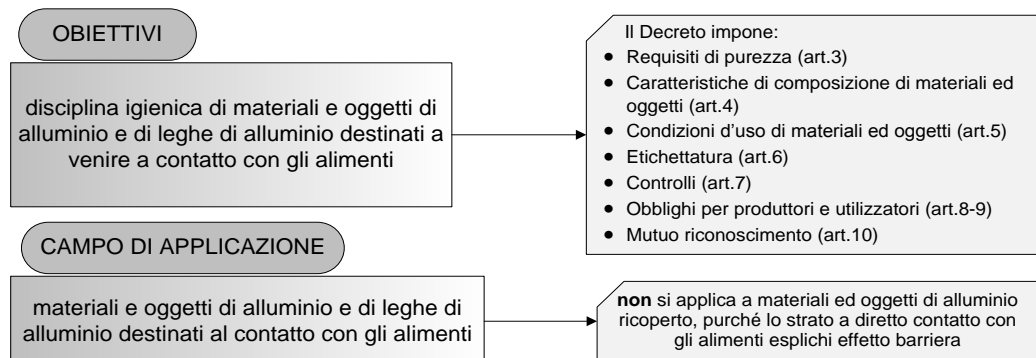 OBIETTIVI
disciplina igienica di materiali e oggetti di
alluminio e di leghe di alluminio destinati a
venire a contatto con gli alimenti
Il Decreto impone:
• Requisiti di purezza (art.3)
• Caratteristiche di composizione di materiali ed
oggetti (art.4)
• Condizioni d'uso di materiali ed oggetti (art.5)
• Etichettatura (art.6)
• Controlli (art.7)
• Obblighi per produttori e utilizzatori (art.8-9)
• Mutuo riconoscimento (art.10)
CAMPO DI APPLICAZIONE
materiali e oggetti di alluminio e di leghe di
alluminio destinati al contatto con gli alimenti
non si applica a materiali ed oggetti di alluminio
ricoperto, purché lo strato a diretto contatto con
gli alimenti esplichi effetto barriera